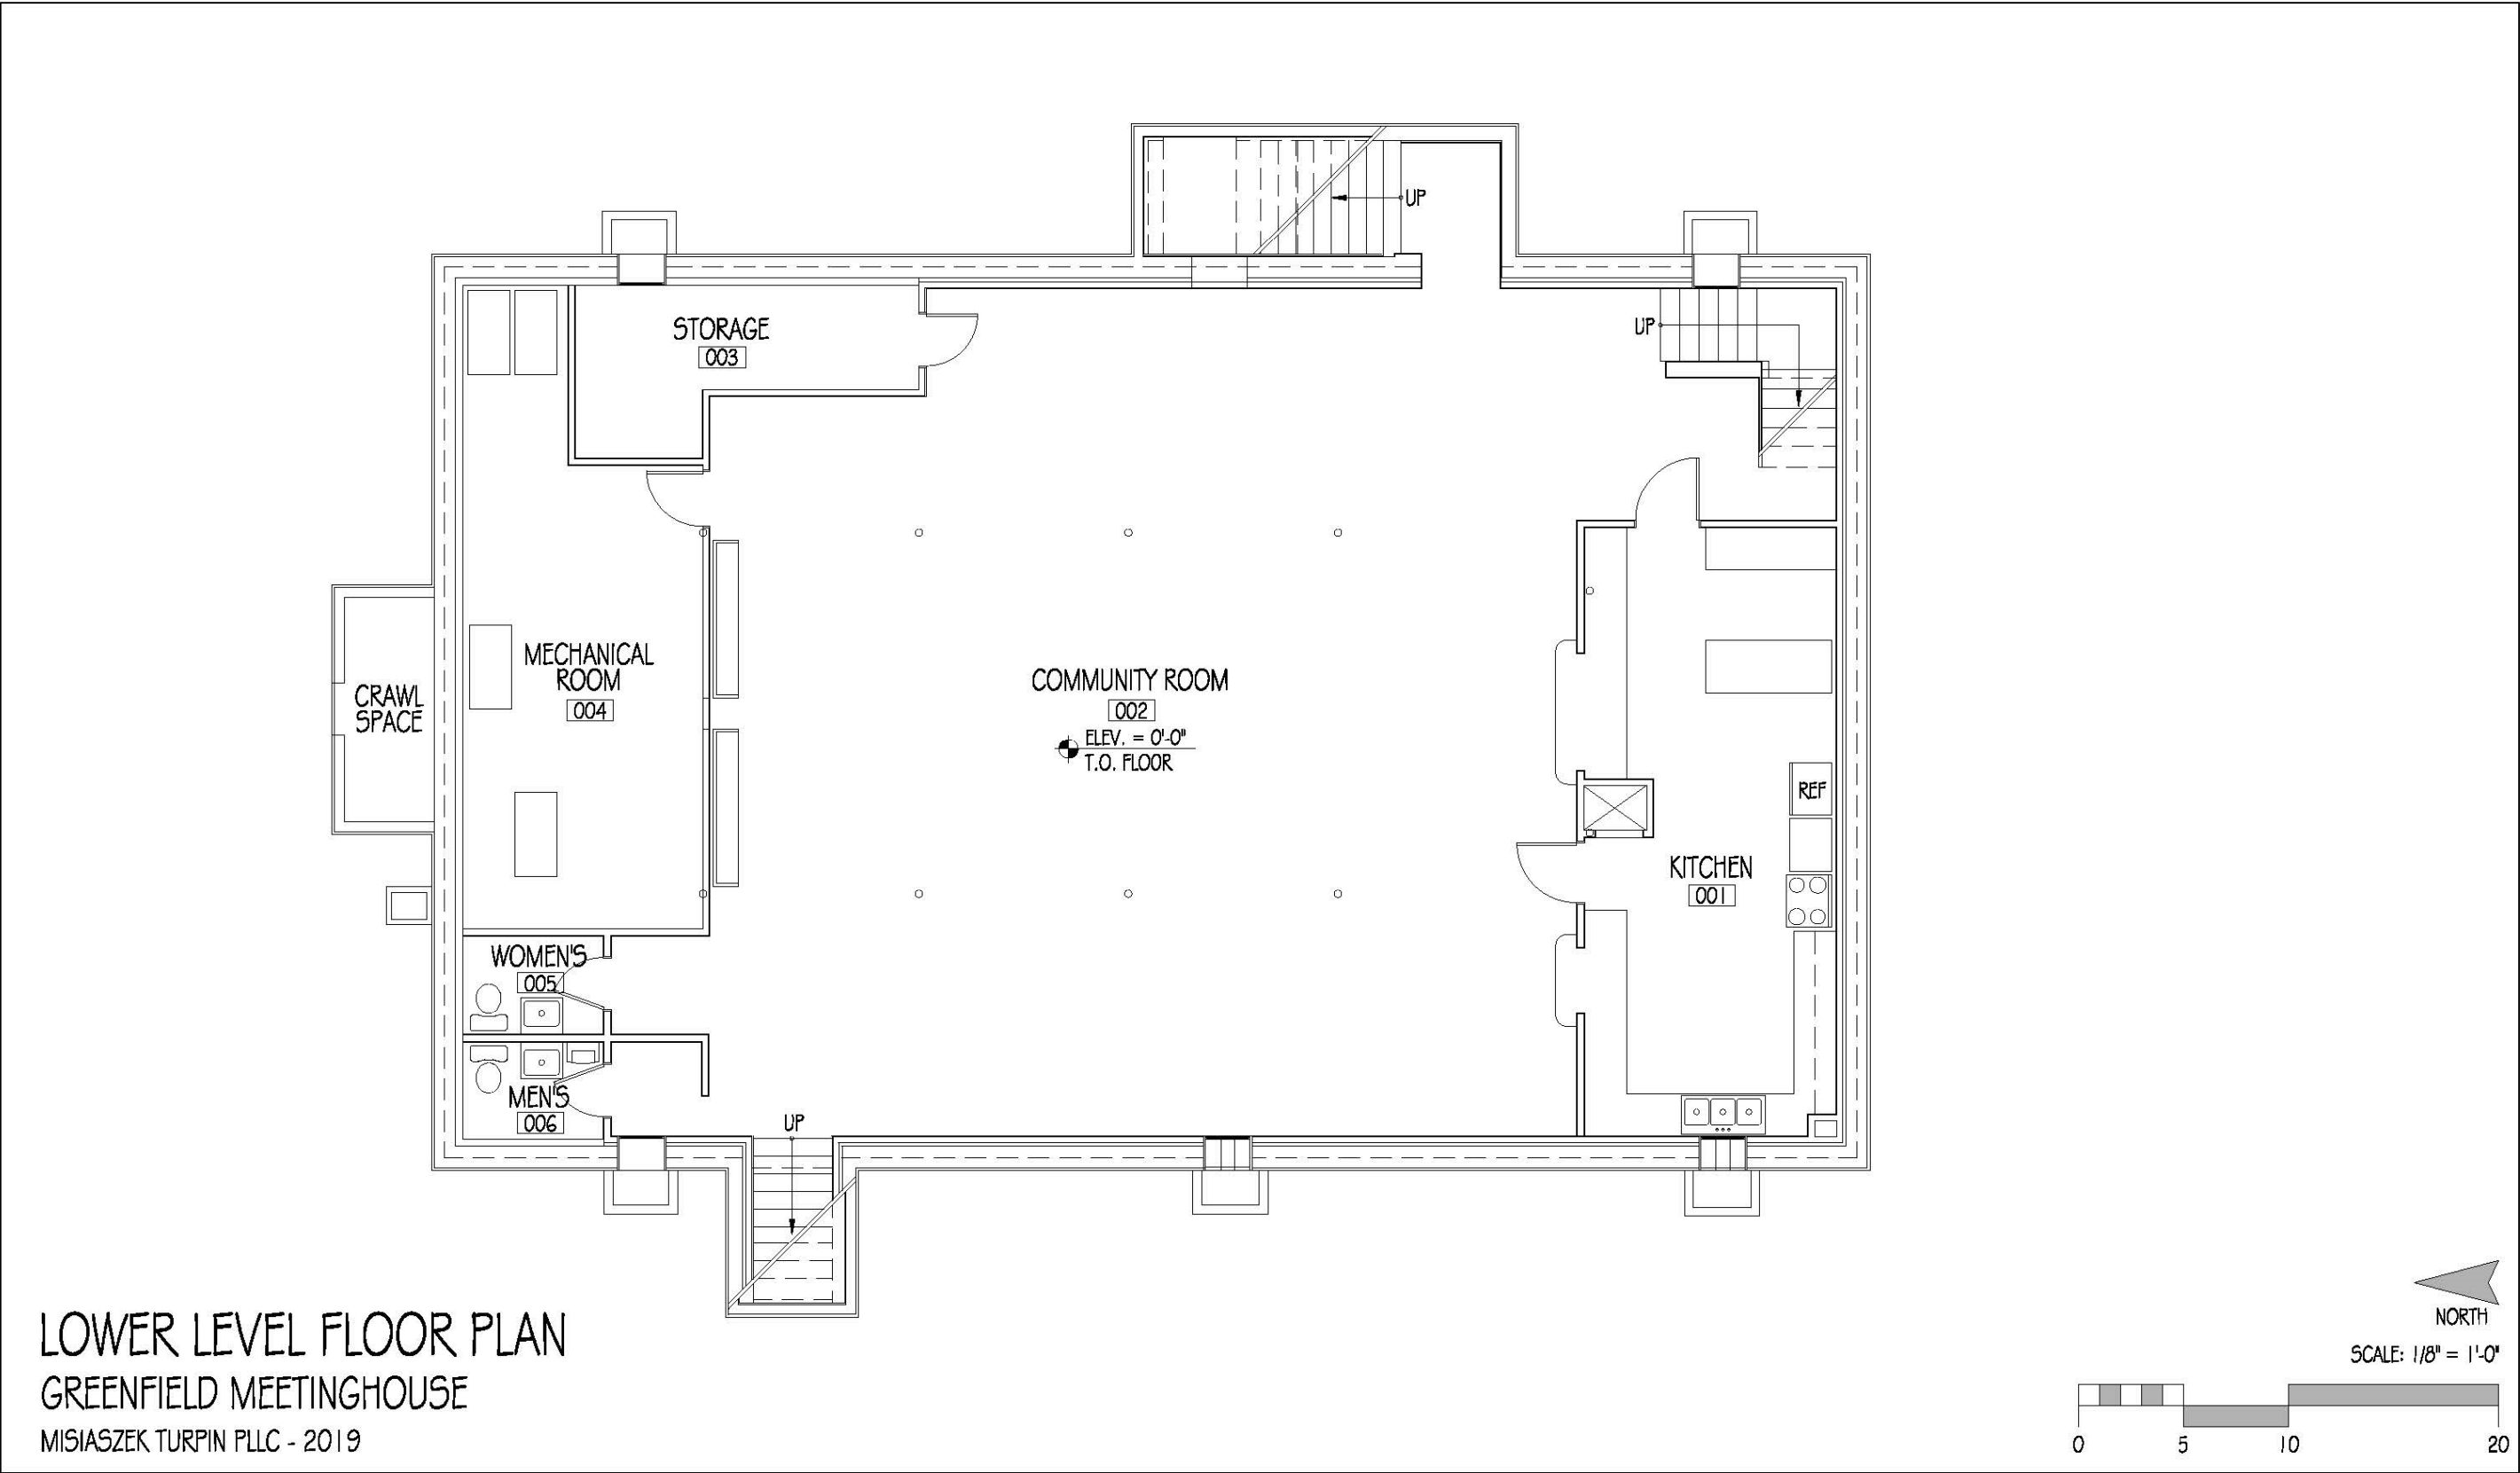 UP
STORAGE
003
UP
MECHANICAL
ROOM
004
CRAWL
SPACE
COMMUNITY ROOM
002
ELEV. = 0'-0"
T.O. FLOOR
REF
KITCHEN
001
WOMEN'S
005
MEN'S
006
UP
LOWER LEVEL FLOOR PLAN
GREENFIELD MEETINGHOUSE
MISIASZEK TURPIN PLLC - 2019
NORTH
SCALE: 1/8" = 1'-0"
0 5 10 20